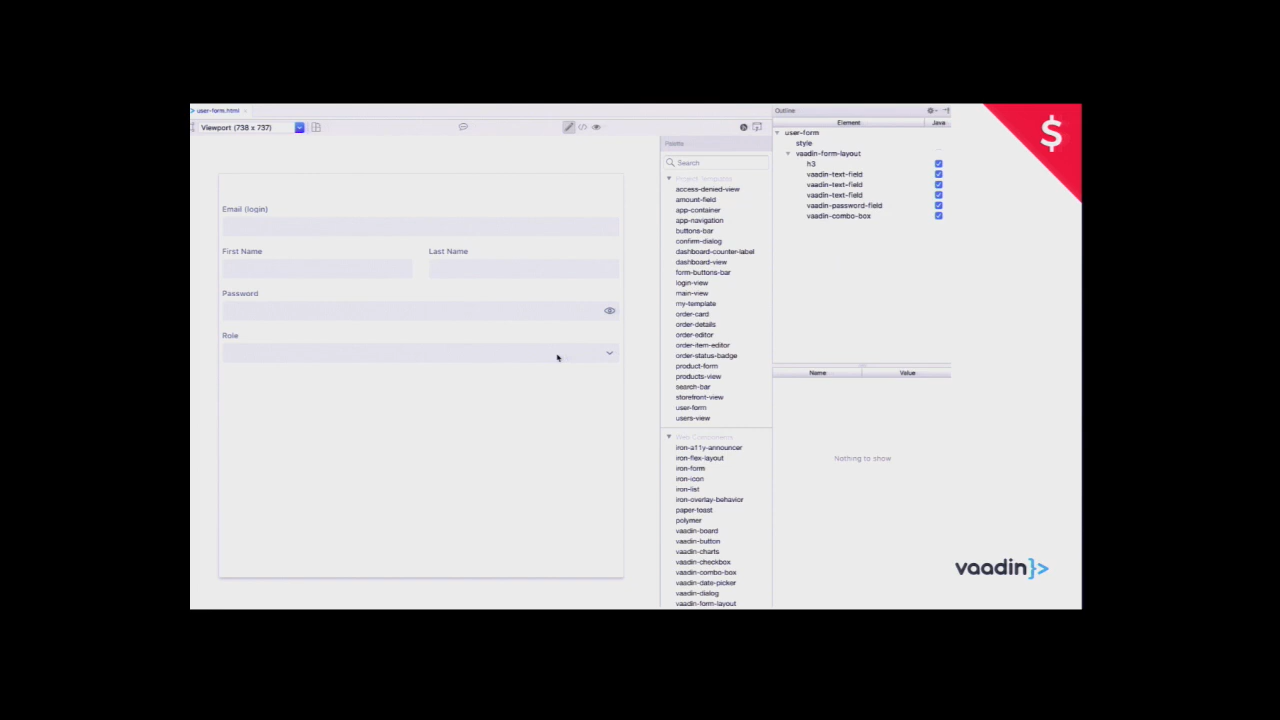 user-form.html
Viewport (738 x 737)
Email (login)
First Name
Last Name
Password
Role
Palette
Search
Project Templates
access-denied-view
amount-field
app-container
app-navigation
buttons-bar
confirm-dialog
dashboard-counter-label
dashboard-view
form-buttons-bar
login-view
main-view
my-template
order-card
order-details
order-editor
order-item-editor
order-status-badge
product-form
products-view
search-bar
storefront-view
user-form
users-view
Web Components
iron-a11y-announcer
iron-flex-layout
iron-form
iron-icon
iron-list
iron-overlay-behavior
paper-toast
polymer
vaadin-board
vaadin-button
vaadin-charts
vaadin-checkbox
vaadin-combo-box
vaadin-date-picker
vaadin-dialog
vaadin-form-layout
Outline
Element Java
user-form
style
vaadin-form-layout
h3
vaadin-text-field
vaadin-text-field
vaadin-text-field
vaadin-password-field
vaadin-combo-box
Name Value
Nothing to show
$
vaadin}>